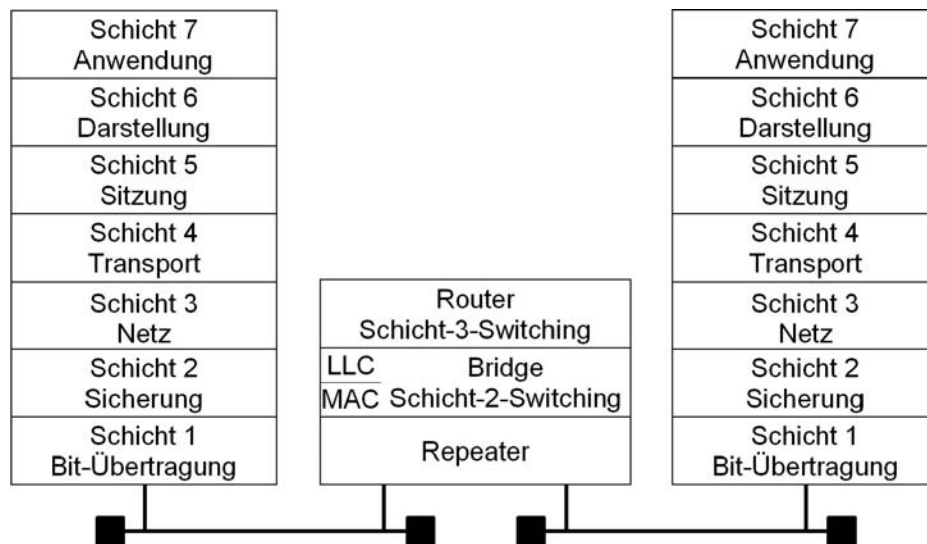 Schicht 7
Anwendung
Schicht 6
Darstellung
Schicht 5
Sitzung
Schicht 4
Transport
Schicht 3
Netz
Schicht 2
Sicherung
Schicht 1
Bit-Übertragung
Router
Schicht-3-Switching
LLC
MAC
Bridge
Schicht-2-Switching
Repeater
Schicht 7
Anwendung
Schicht 6
Darstellung
Schicht 5
Sitzung
Schicht 4
Transport
Schicht 3
Netz
Schicht 2
Sicherung
Schicht 1
Bit-Übertragung